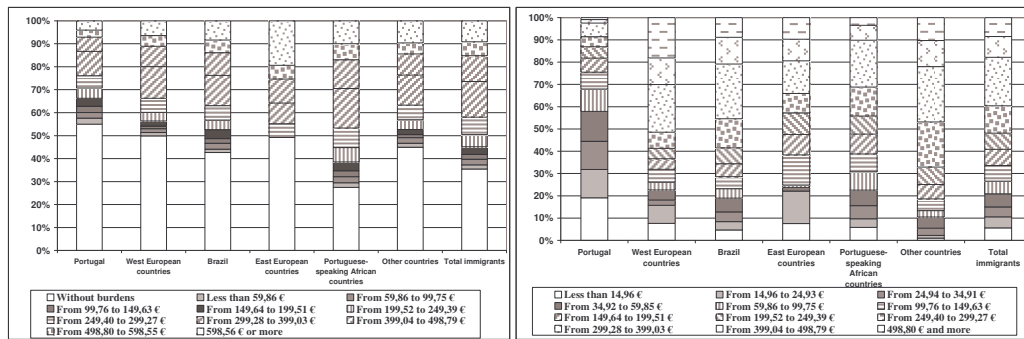 100%
90%
80%
70%
60%
50%
40%
30%
20%
10%
0%
Portugal
West European
countries
Brazil
East European
countries
Portuguese-
speaking African
countries
Other countries
Total immigrants
Without burdens
Less than 59,86 €
From 59,86 to 99,75 €
From 99,76 to 149,63 €
From 149,64 to 199,51 €
From 199,52 to 249,39 €
From 249,40 to 299,27 €
From 299,28 to 399,03 €
From 399,04 to 498,79 €
From 498,80 to 598,55 €
598,56 € or more
100%
90%
80%
70%
60%
50%
40%
30%
20%
10%
0%
Portugal
West European
countries
Brazil
East European
countries
Portuguese-
speaking
African
countries
Other countries
Total
immigrants
Less than 14,96 €
From 14,96 to 24,93 €
From 24,94 to 34,91 €
From 34,92 to 59,85 €
From 59,86 to 99,75 €
From 99,76 to 149,63 €
From 149,64 to 199,51 €
From 199,52 to 249,39 €
From 249,40 to 299,27 €
From 299,28 to 399,03 €
From 399,04 to 498,79 €
498,80 € and more